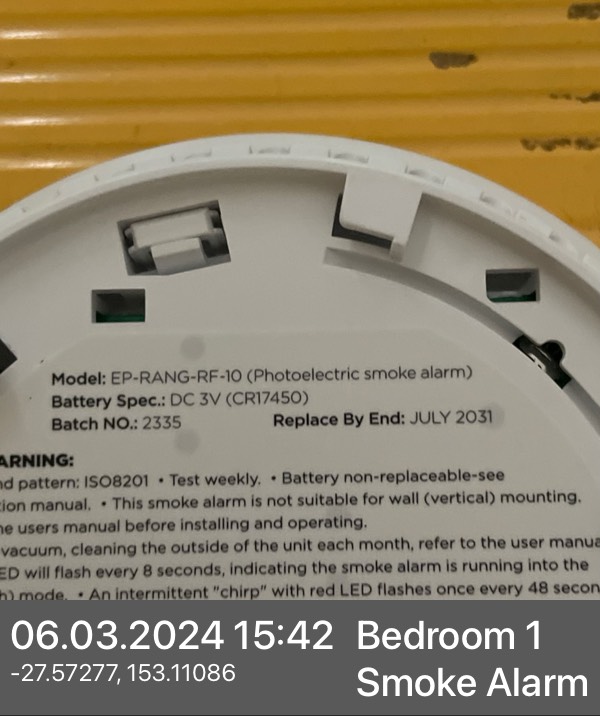 Model: EP-RANG-RF-10 (Photoelectric smoke alarm)
Battery Spec.: DC 3V (CR17450)
Batch NO.: 2335 Replace By End: JULY 2031
ARNING:
nd pattern: ISO8201 • Test weekly. • Battery non-replaceable-see
tion manual. • This smoke alarm is not suitable for wall (vertical) mounting.
he users manual before installing and operating.
vacuum, cleaning the outside of the unit each month, refer to the user manua
ED will flash every 8 seconds, indicating the smoke alarm is running into the
h) mode. • An intermittent "chirp" with red LED flashes once every 48 secon
06.03.2024 15:42 Bedroom 1
-27.57277, 153.11086 Smoke Alarm